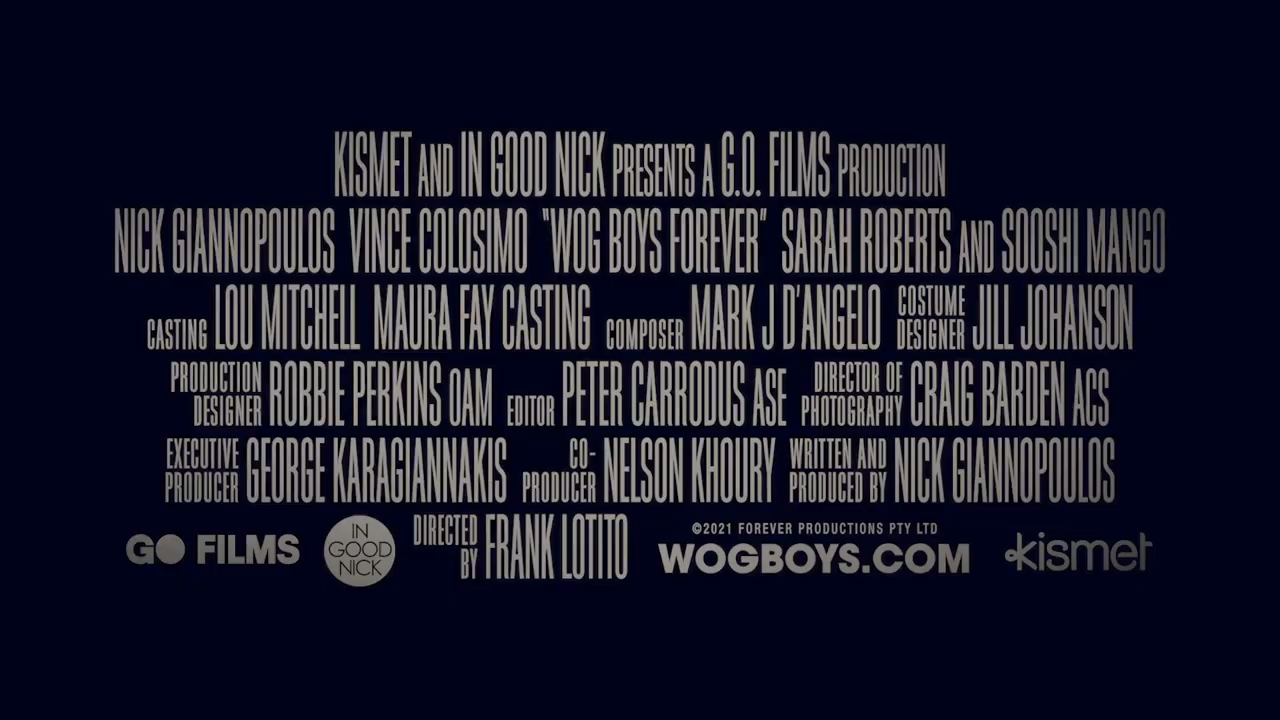 KISMET AND IN GOOD NICK PRESENTS A G.O. FILMS PRODUCTION
NICK GIANNOPOULOS VINCE COLOSIMO "WOG BOYS FOREVER" SARAH ROBERTS AND SOOSHI MANGO
CASTING LOU MITCHELL MAURA FAY CASTING COMPOSER MARK J D'ANGELO COSTUME DESIGNER JILL JOHANSON
PRODUCTION DESIGNER ROBBIE PERKINS OAM EDITOR PETER CARRODUS ASE DIRECTOR OF PHOTOGRAPHY CRAIG BARDEN ACS
EXECUTIVE PRODUCER GEORGE KARAGIANNAKIS CO-PRODUCER NELSON KHOURY WRITTEN AND PRODUCED BY NICK GIANNOPOULOS
GO FILMS
IN GOOD NICK
DIRECTED BY FRANK LOTITO
©2021 FOREVER PRODUCTIONS PTY LTD
WOGBOYS.COM
kismet